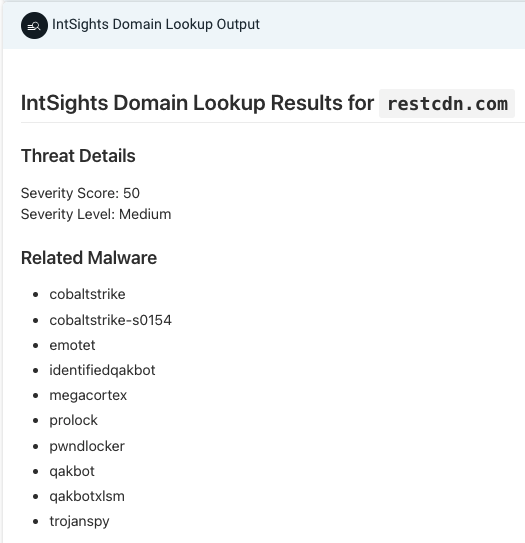 IntSights Domain Lookup Output
IntSights Domain Lookup Results for restcdn.com
Threat Details
Severity Score: 50
Severity Level: Medium
Related Malware
• cobaltstrike
• cobaltstrike-s0154
• emotet
• identifiedqakbot
• megacortex
• prolock
• pwndlocker
• qakbot
• qakbotxlsm
• trojanspy